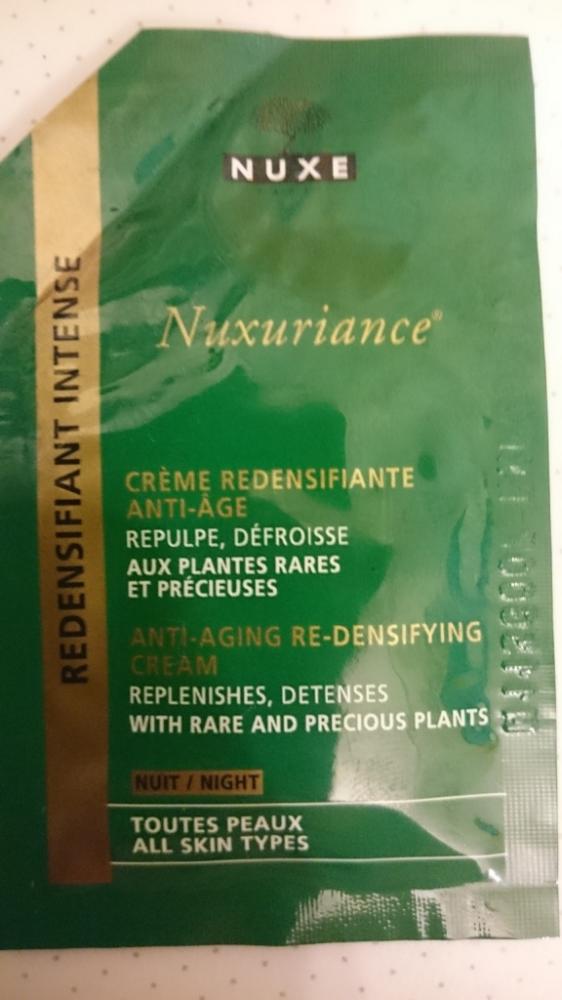 NUXE
Nuxuriance®
REDENSIFIANT INTENSE
CRÈME REDENSIFIANTE
ANTI-ÂGE
REPULPE, DÉFROISSE
AUX PLANTES RARES
ET PRÉCIEUSES
ANTI-AGING RE-DENSIFYING
CREAM
REPLENISHES, DETENSES
WITH RARE AND PRECIOUS PLANTS
NUIT / NIGHT
TOUTES PEAUX
ALL SKIN TYPES